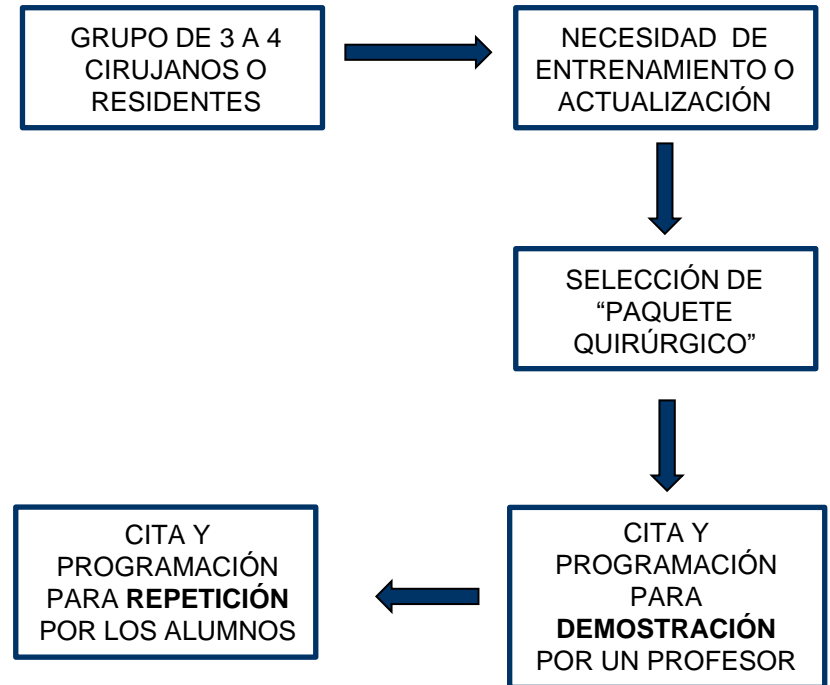 GRUPO DE 3 A 4
CIRUJANOS O
RESIDENTES
NECESIDAD DE
ENTRENAMIENTO O
ACTUALIZACIÓN
SELECCIÓN DE
“PAQUETE
QUIRÚRGICO”
CITA Y
PROGRAMACIÓN
PARA
DEMOSTRACIÓN
POR UN PROFESOR
CITA Y
PROGRAMACIÓN
PARA REPETICIÓN
POR LOS ALUMNOS